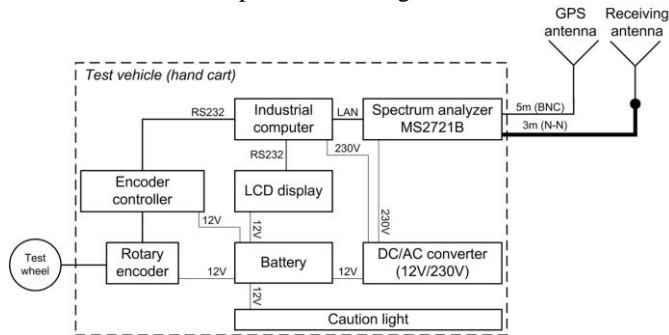 GPS
antenna
Receiving
antenna
Test vehicle (hand cart)
RS232
Industrial
computer
LAN
Spectrum analyzer
MS2721B
5m (BNC)
3m (N-N)
RS232
230V
Encoder
controller
LCD display
12V
12V
230V
Test
wheel
Rotary
encoder
12V
Battery
12V
DC/AC converter
(12V/230V)
12V
Caution light